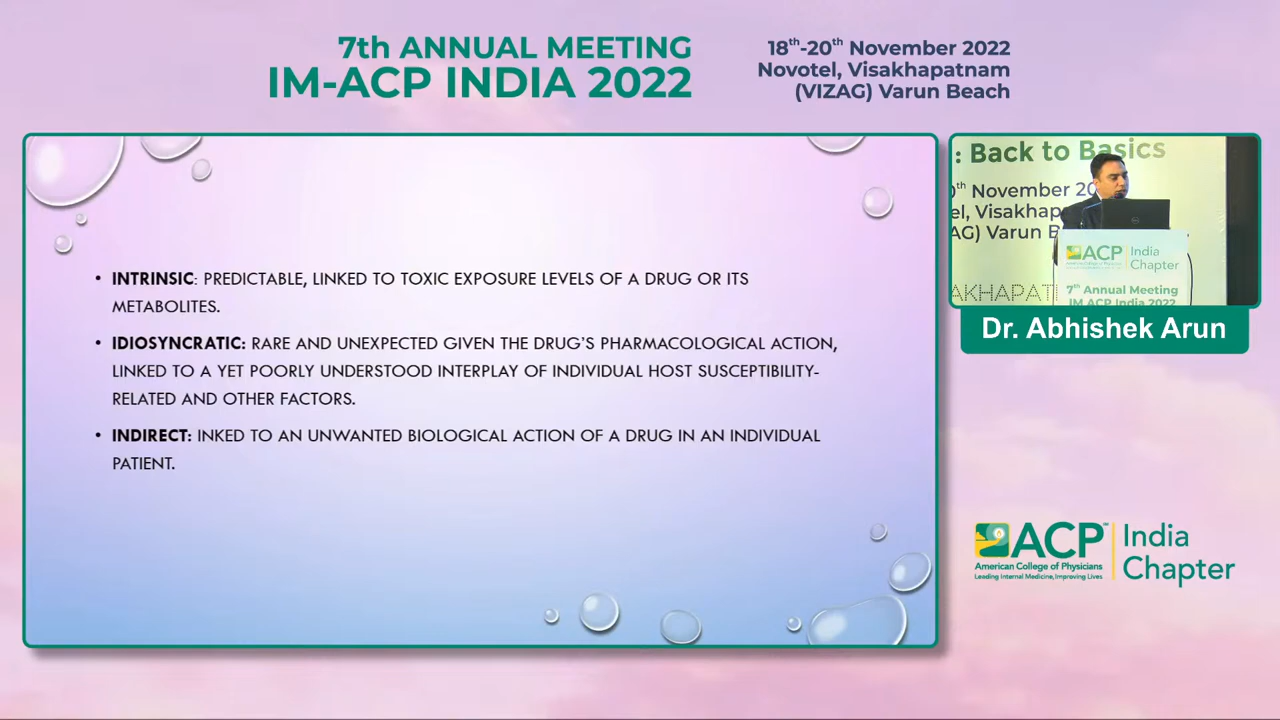 7th ANNUAL MEETING
IM-ACP INDIA 2022
18th-20th November 2022
Novotel, Visakhapatnam
(VIZAG) Varun Beach
• INTRINSIC: PREDICTABLE, LINKED TO TOXIC EXPOSURE LEVELS OF A DRUG OR ITS
METABOLITES.
• IDIOSYNCRATIC: RARE AND UNEXPECTED GIVEN THE DRUG'S PHARMACOLOGICAL ACTION,
LINKED TO A YET POORLY UNDERSTOOD INTERPLAY OF INDIVIDUAL HOST SUSCEPTIBILITY-
RELATED AND OTHER FACTORS.
• INDIRECT: INKED TO AN UNWANTED BIOLOGICAL ACTION OF A DRUG IN AN INDIVIDUAL
PATIENT.
: Back to Basics
th November 20
el, Visakhap
AG) Varun B
AKHAPAT
ACP India
Chapter
7th Annual Meeting
IM ACP India 2022
Dr. Abhishek Arun
ACP™
American College of Physicians
Leading Internal Medicine, Improving Lives
India
Chapter